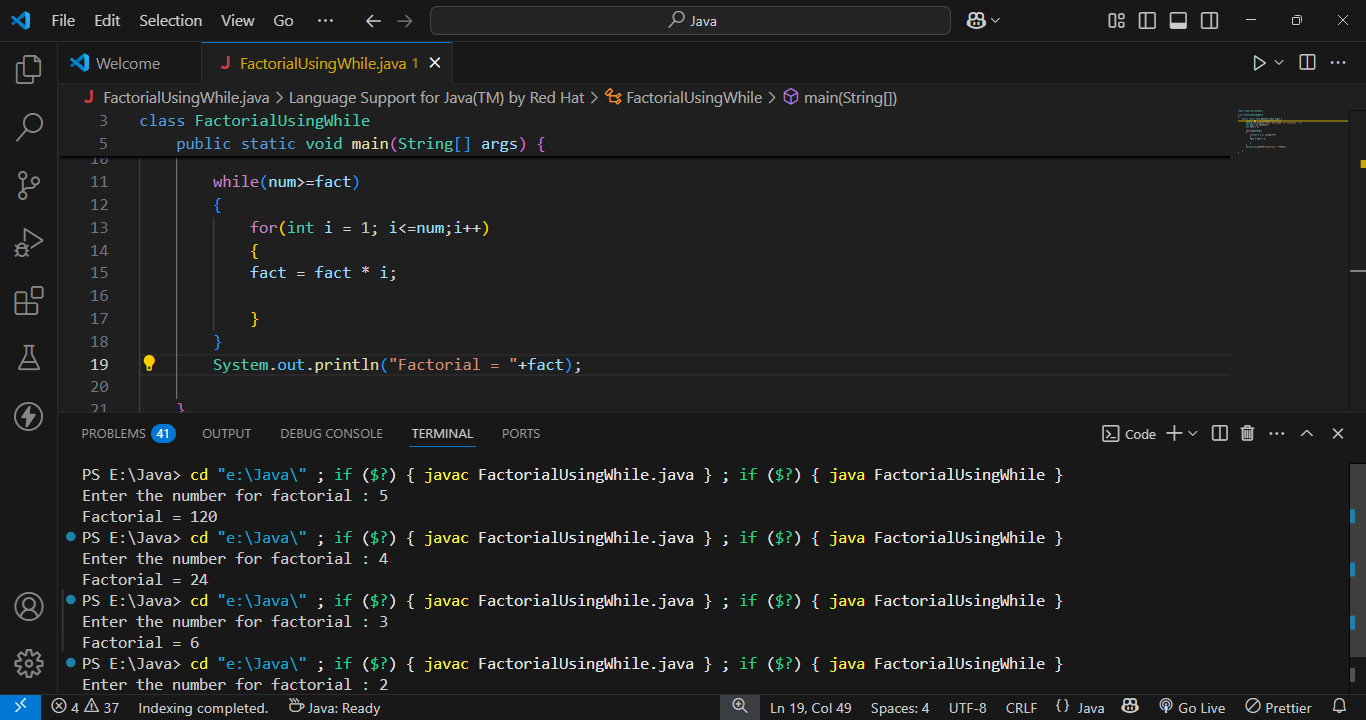 File Edit Selection View Go ··· Java
Welcome J FactorialUsingWhile.java 1
J FactorialUsingWhile.java > Language Support for Java(TM) by Red Hat > FactorialUsingWhile > main(String[])
3 class FactorialUsingWhile
5 public static void main(String[] args) {
10
11 while(num>=fact)
12 {
13 for(int i = 1; i<=num;i++)
14 {
15 fact = fact * i;
16
17 }
18 }
19 System.out.println("Factorial = "+fact);
20
21 }
PROBLEMS 41 OUTPUT DEBUG CONSOLE TERMINAL PORTS Code
PS E:\Java> cd "e:\Java\" ; if ($?) { javac FactorialUsingWhile.java } ; if ($?) { java FactorialUsingWhile }
Enter the number for factorial : 5
Factorial = 120
PS E:\Java> cd "e:\Java\" ; if ($?) { javac FactorialUsingWhile.java } ; if ($?) { java FactorialUsingWhile }
Enter the number for factorial : 4
Factorial = 24
PS E:\Java> cd "e:\Java\" ; if ($?) { javac FactorialUsingWhile.java } ; if ($?) { java FactorialUsingWhile }
Enter the number for factorial : 3
Factorial = 6
PS E:\Java> cd "e:\Java\" ; if ($?) { javac FactorialUsingWhile.java } ; if ($?) { java FactorialUsingWhile }
Enter the number for factorial : 2
4 37 Indexing completed. Java: Ready Ln 19, Col 49 Spaces: 4 UTF-8 CRLF {} Java Go Live Prettier